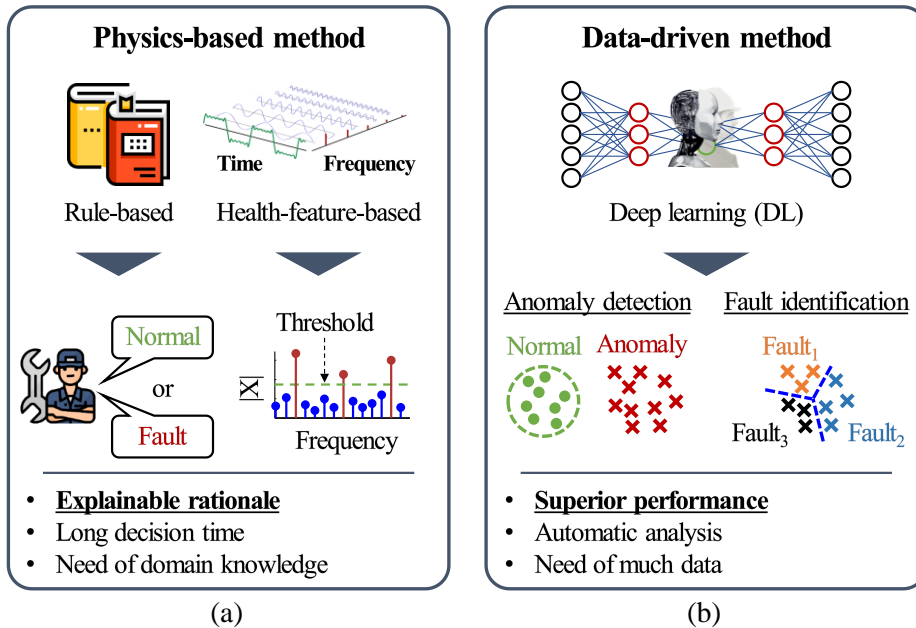 Physics-based method
Time
Frequency
Rule-based
Health-feature-based
Normal
or
Fault
Threshold
|X|
Frequency
• Explainable rationale
• Long decision time
• Need of domain knowledge
(a)
Data-driven method
Deep learning (DL)
Anomaly detection
Fault identification
Normal
Anomaly
Fault₁
Fault₃
Fault₂
• Superior performance
• Automatic analysis
• Need of much data
(b)